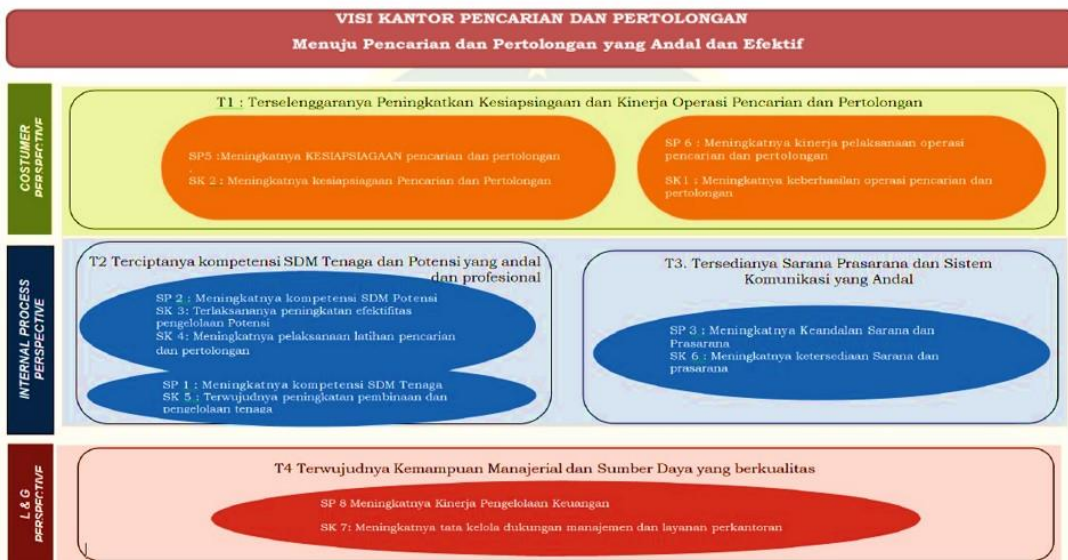 VISI KANTOR PENCARIAN DAN PERTOLONGAN
Menuju Pencarian dan Pertolongan yang Andal dan Efektif
COSTUMER
PERSPECTIVE
T1 : Terselenggaranya Peningkatkan Kesiapsiagaan dan Kinerja Operasi Pencarian dan Pertolongan
SP5 :Meningkatnya KESIAPSIAGAAN pencarian dan pertolongan
.
SK 2 : Meningkatnya kesiapsiagaan Pencarian dan Pertolongan
SP 6 : Meningkatnya kinerja pelaksanaan operasi
pencarian dan pertolongan
SK1 : Meningkatnya keberhasilan operasi pencarian dan
pertolongan
INTERNAL PROCESS
PERSPECTIVE
T2 Terciptanya kompetensi SDM Tenaga dan Potensi yang andal
dan profesional
SP 2 : Meningkatnya kompetensi SDM Potensi
SK 3: Terlaksananya peningkatan efektifitas
pengelolaan Potensi
SK 4: Meningkatnya pelaksanaan latihan pencarian
dan pertolongan
SP 1 : Meningkatnya kompetensi SDM Tenaga
SK 5 : Terwujudnya peningkatan pembinaan dan
pengelolaan tenaga
T3. Tersedianya Sarana Prasarana dan Sistem
Komunikasi yang Andal
SP 3 : Meningkatnya Keandalan Sarana dan
Prasarana
SK 6 : Meningkatnya ketersediaan Sarana dan
prasarana
L & G
PERSPECTIVE
T4 Terwujudnya Kemampuan Manajerial dan Sumber Daya yang berkualitas
SP 8 Meningkatnya Kinerja Pengelolaan Keuangan
SK 7: Meningkatnya tata kelola dukungan manajemen dan layanan perkantoran